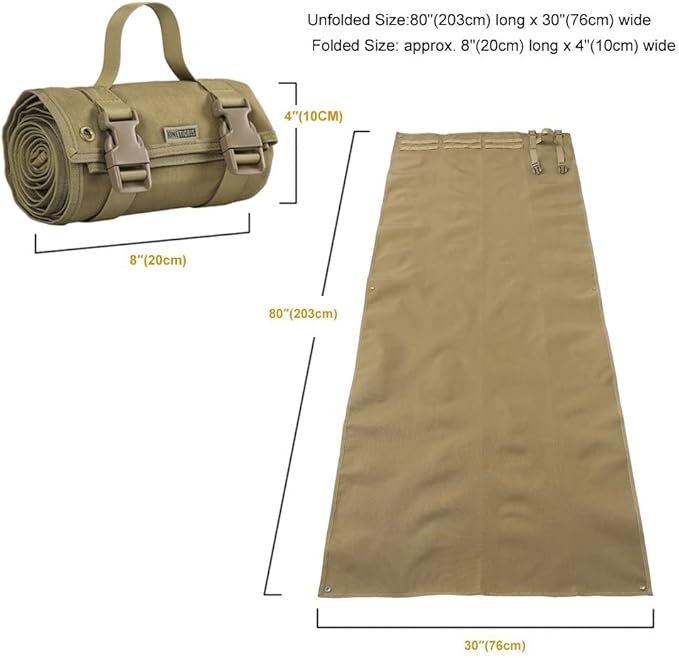 Unfolded Size:80"(203cm) long x 30"(76cm) wide
Folded Size: approx. 8"(20cm) long x 4"(10cm) wide
4"(10CM)
8"(20cm)
80"(203cm)
30"(76cm)